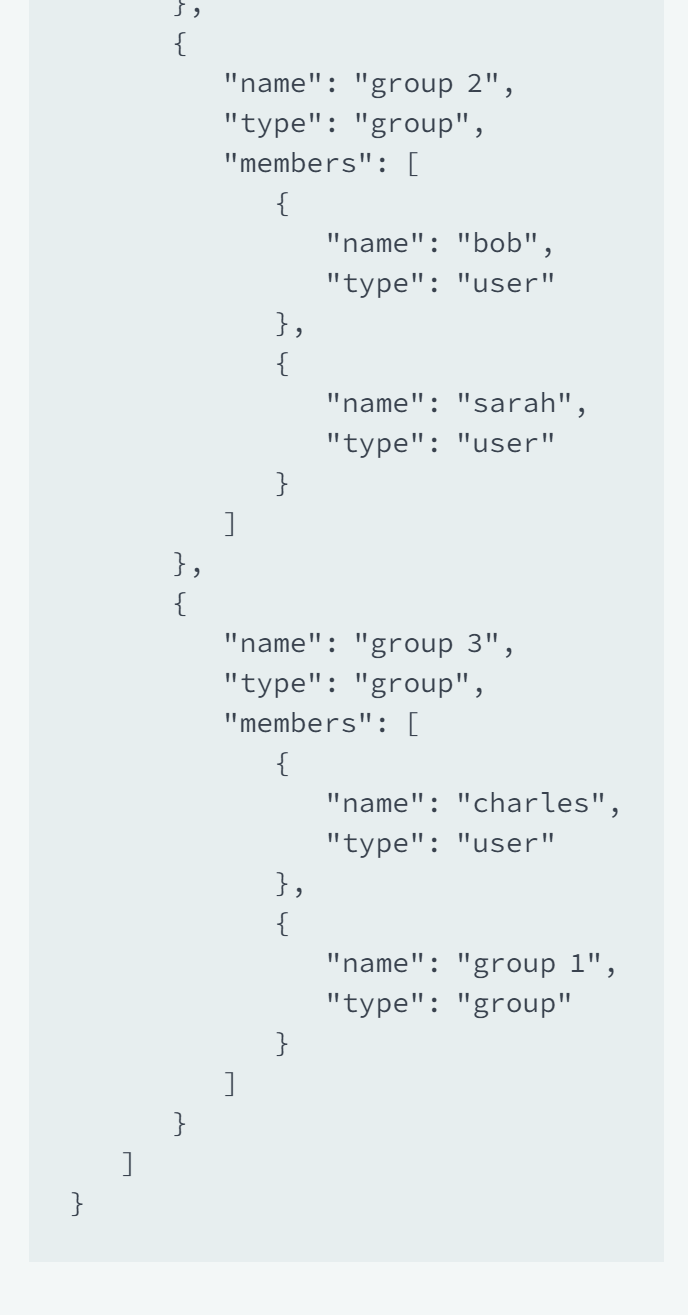 },
{
"name": "group 2",
"type": "group",
"members": [
{
"name": "bob",
"type": "user"
},
{
"name": "sarah",
"type": "user"
}
]
},
{
"name": "group 3",
"type": "group",
"members": [
{
"name": "charles",
"type": "user"
},
{
"name": "group 1",
"type": "group"
}
]
}
]
}